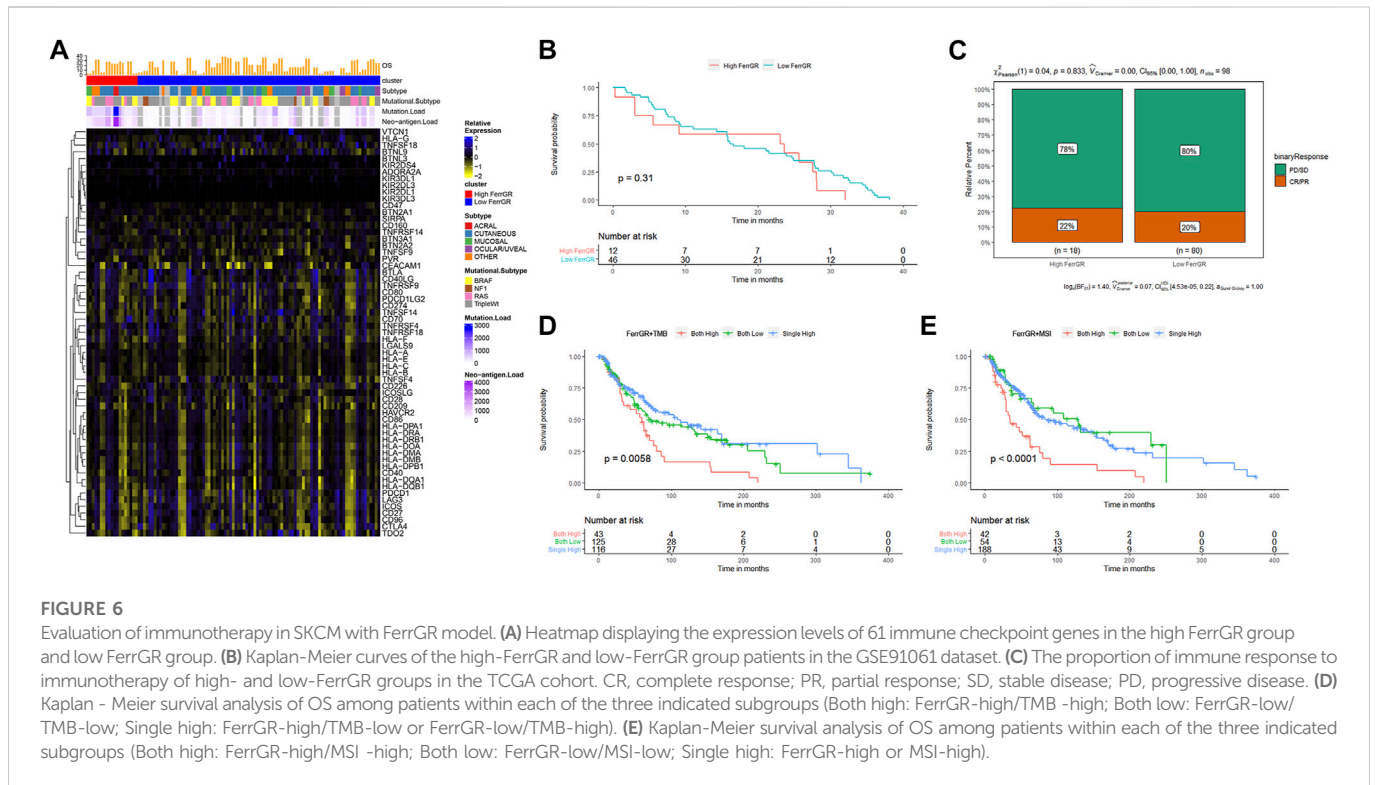 A
40
30
20
10
0
OS
cluster
Subtype
Mutational.Subtype
Mutation.Load
Neo-antigen.Load
VTCN1
HLA-G
TNFSF18
BTNL9
BTNL3
KIR2DS4
ADORA2A
KIR3DL1
KIR2DL3
KIR2DL1
KIR3DL3
CD47
BTN2A1
SIRPA
CD160
TNFRSF14
BTN3A1
BTN2A2
TNFSF9
PVR
CEACAM1
BTLA
CD40LG
TNFRSF9
CD80
PDCD1LG2
CD274
TNFSF14
CD70
TNFRSF4
TNFRSF18
HLA-F
LGALS9
HLA-A
HLA-E
HLA-C
HLA-B
TNFSF4
CD226
ICOSLG
CD28
CD209
HAVCR2
CD86
HLA-DPA1
HLA-DRA
HLA-DRB1
HLA-DOA
HLA-DMA
HLA-DMB
HLA-DPB1
CD40
HLA-DQA1
HLA-DQB1
PDCD1
LAG3
ICOS
CD27
CD96
CTLA4
TDO2
Relative
Expression
2
1
0
−1
−2
cluster
High FerrGR
Low FerrGR
Subtype
ACRAL
CUTANEOUS
MUCOSAL
OCULAR/UVEAL
OTHER
Mutational.Subtype
BRAF
NF1
RAS
TripleWt
Mutation.Load
3000
2000
1000
0
Neo-antigen.Load
4000
3000
2000
1000
0
B
High FerrGR Low FerrGR
Survival probability
1.00
0.75
0.50
0.25
0.00
p = 0.31
0 10 20 30 40
Time in months
Number at risk
High FerrGR 12 7 7 1 0
Low FerrGR 46 30 21 12 0
0 10 20 30 40
Time in months
C
χ²Pearson(1) = 0.04, p = 0.833, V̂Cramer = 0.00, CI95% [0.00, 1.00], nobs = 98
Relative Percent
100%
90%
80%
70%
60%
50%
40%
30%
20%
10%
0%
78%
80%
22%
20%
(n = 18) (n = 80)
High FerrGR Low FerrGR
binaryResponse
PD/SD
CR/PR
D
FerrGR+TMB Both High Both Low Single High
Survival probability
1.00
0.75
0.50
0.25
0.00
p = 0.0058
0 100 200 300 400
Time in months
Number at risk
Both High 43 4 2 0 0
Both Low 125 28 6 1 0
Single High 116 27 7 4 0
0 100 200 300 400
Time in months
E
FerrGR+MSI Both High Both Low Single High
Survival probability
1.00
0.75
0.50
0.25
0.00
p < 0.0001
0 100 200 300 400
Time in months
Number at risk
Both High 42 3 2 0 0
Both Low 54 13 4 0 0
Single High 188 43 9 5 0
0 100 200 300 400
Time in months
FIGURE 6
Evaluation of immunotherapy in SKCM with FerrGR model. (A) Heatmap displaying the expression levels of 61 immune checkpoint genes in the high FerrGR group
and low FerrGR group. (B) Kaplan-Meier curves of the high-FerrGR and low-FerrGR group patients in the GSE91061 dataset. (C) The proportion of immune response to
immunotherapy of high- and low-FerrGR groups in the TCGA cohort. CR, complete response; PR, partial response; SD, stable disease; PD, progressive disease. (D)
Kaplan - Meier survival analysis of OS among patients within each of the three indicated subgroups (Both high: FerrGR-high/TMB -high; Both low: FerrGR-low/
TMB-low; Single high: FerrGR-high/TMB-low or FerrGR-low/TMB-high). (E) Kaplan-Meier survival analysis of OS among patients within each of the three indicated
subgroups (Both high: FerrGR-high/MSI -high; Both low: FerrGR-low/MSI-low; Single high: FerrGR-high or MSI-high).